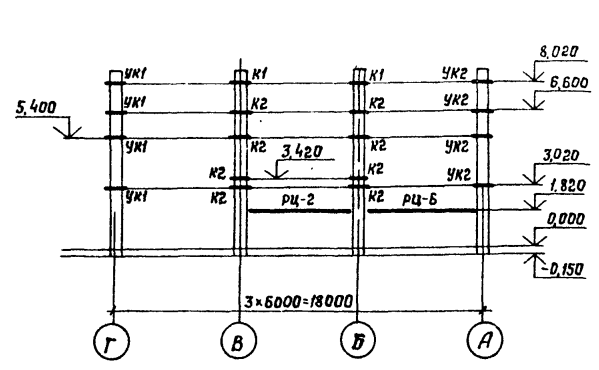 УК1 К1 К1 УК2 8,020
УК1 К2 К2 УК2 6,600
5,400
УК1 К2 К2 УК2
3,420
К2 К2 УК2 3,020
УК1 К2 К2
РЦ-2 РЦ-Б 1,820
0,000
-0,150
3×6000=18000
Г В Б А